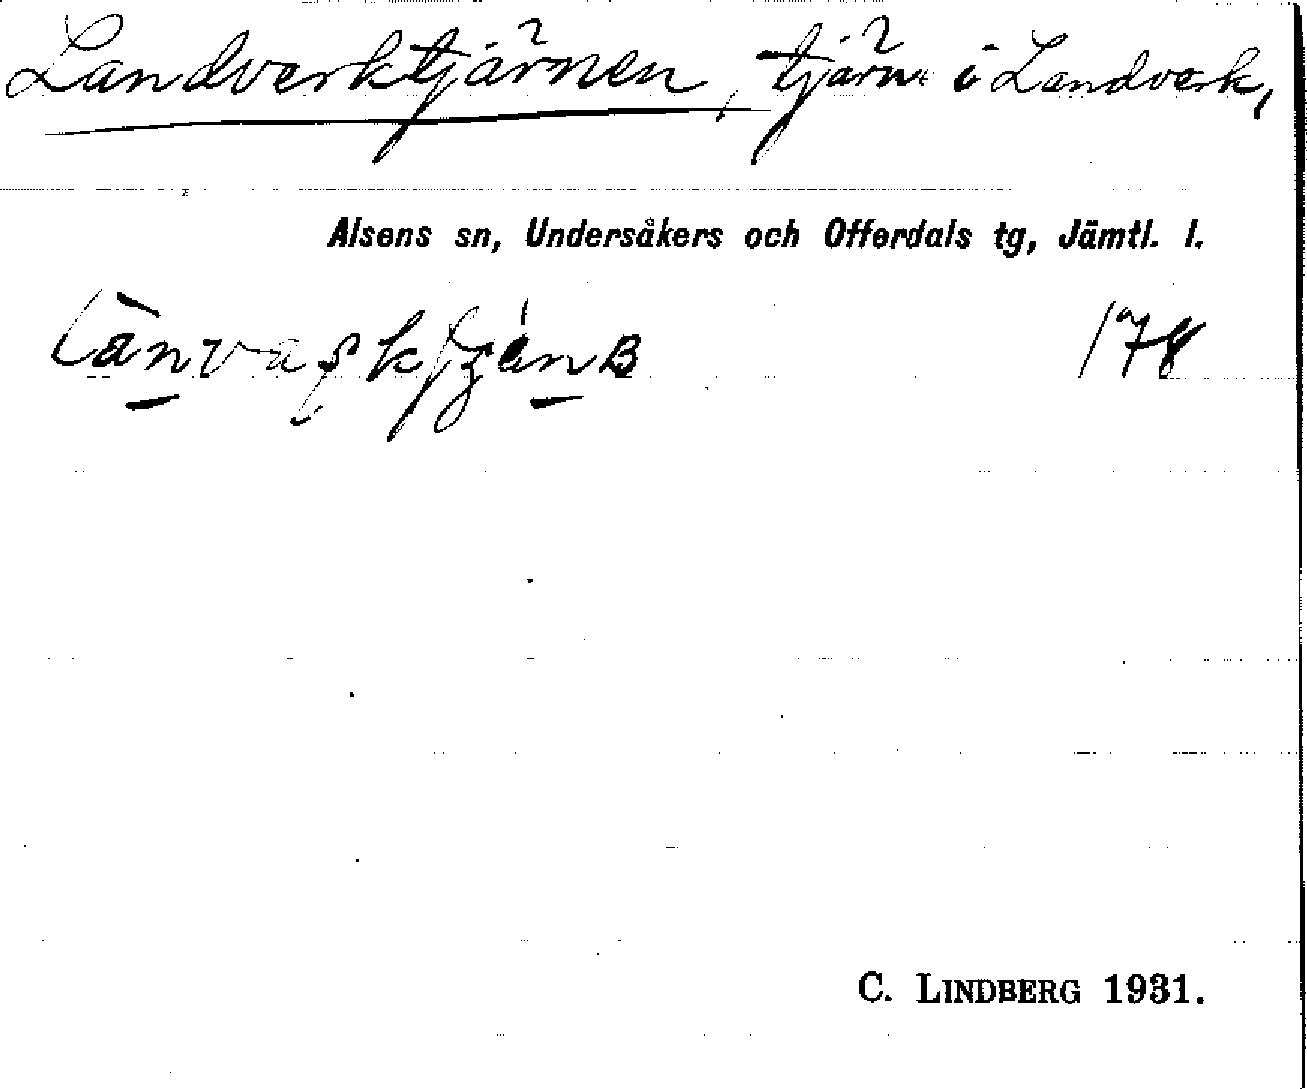 Landverktjärnen, tjärn i Landverk,
Alsens sn, Undersåkers och Offerdals tg, Jämtl. l.
178
C. LINDBERG 1931.